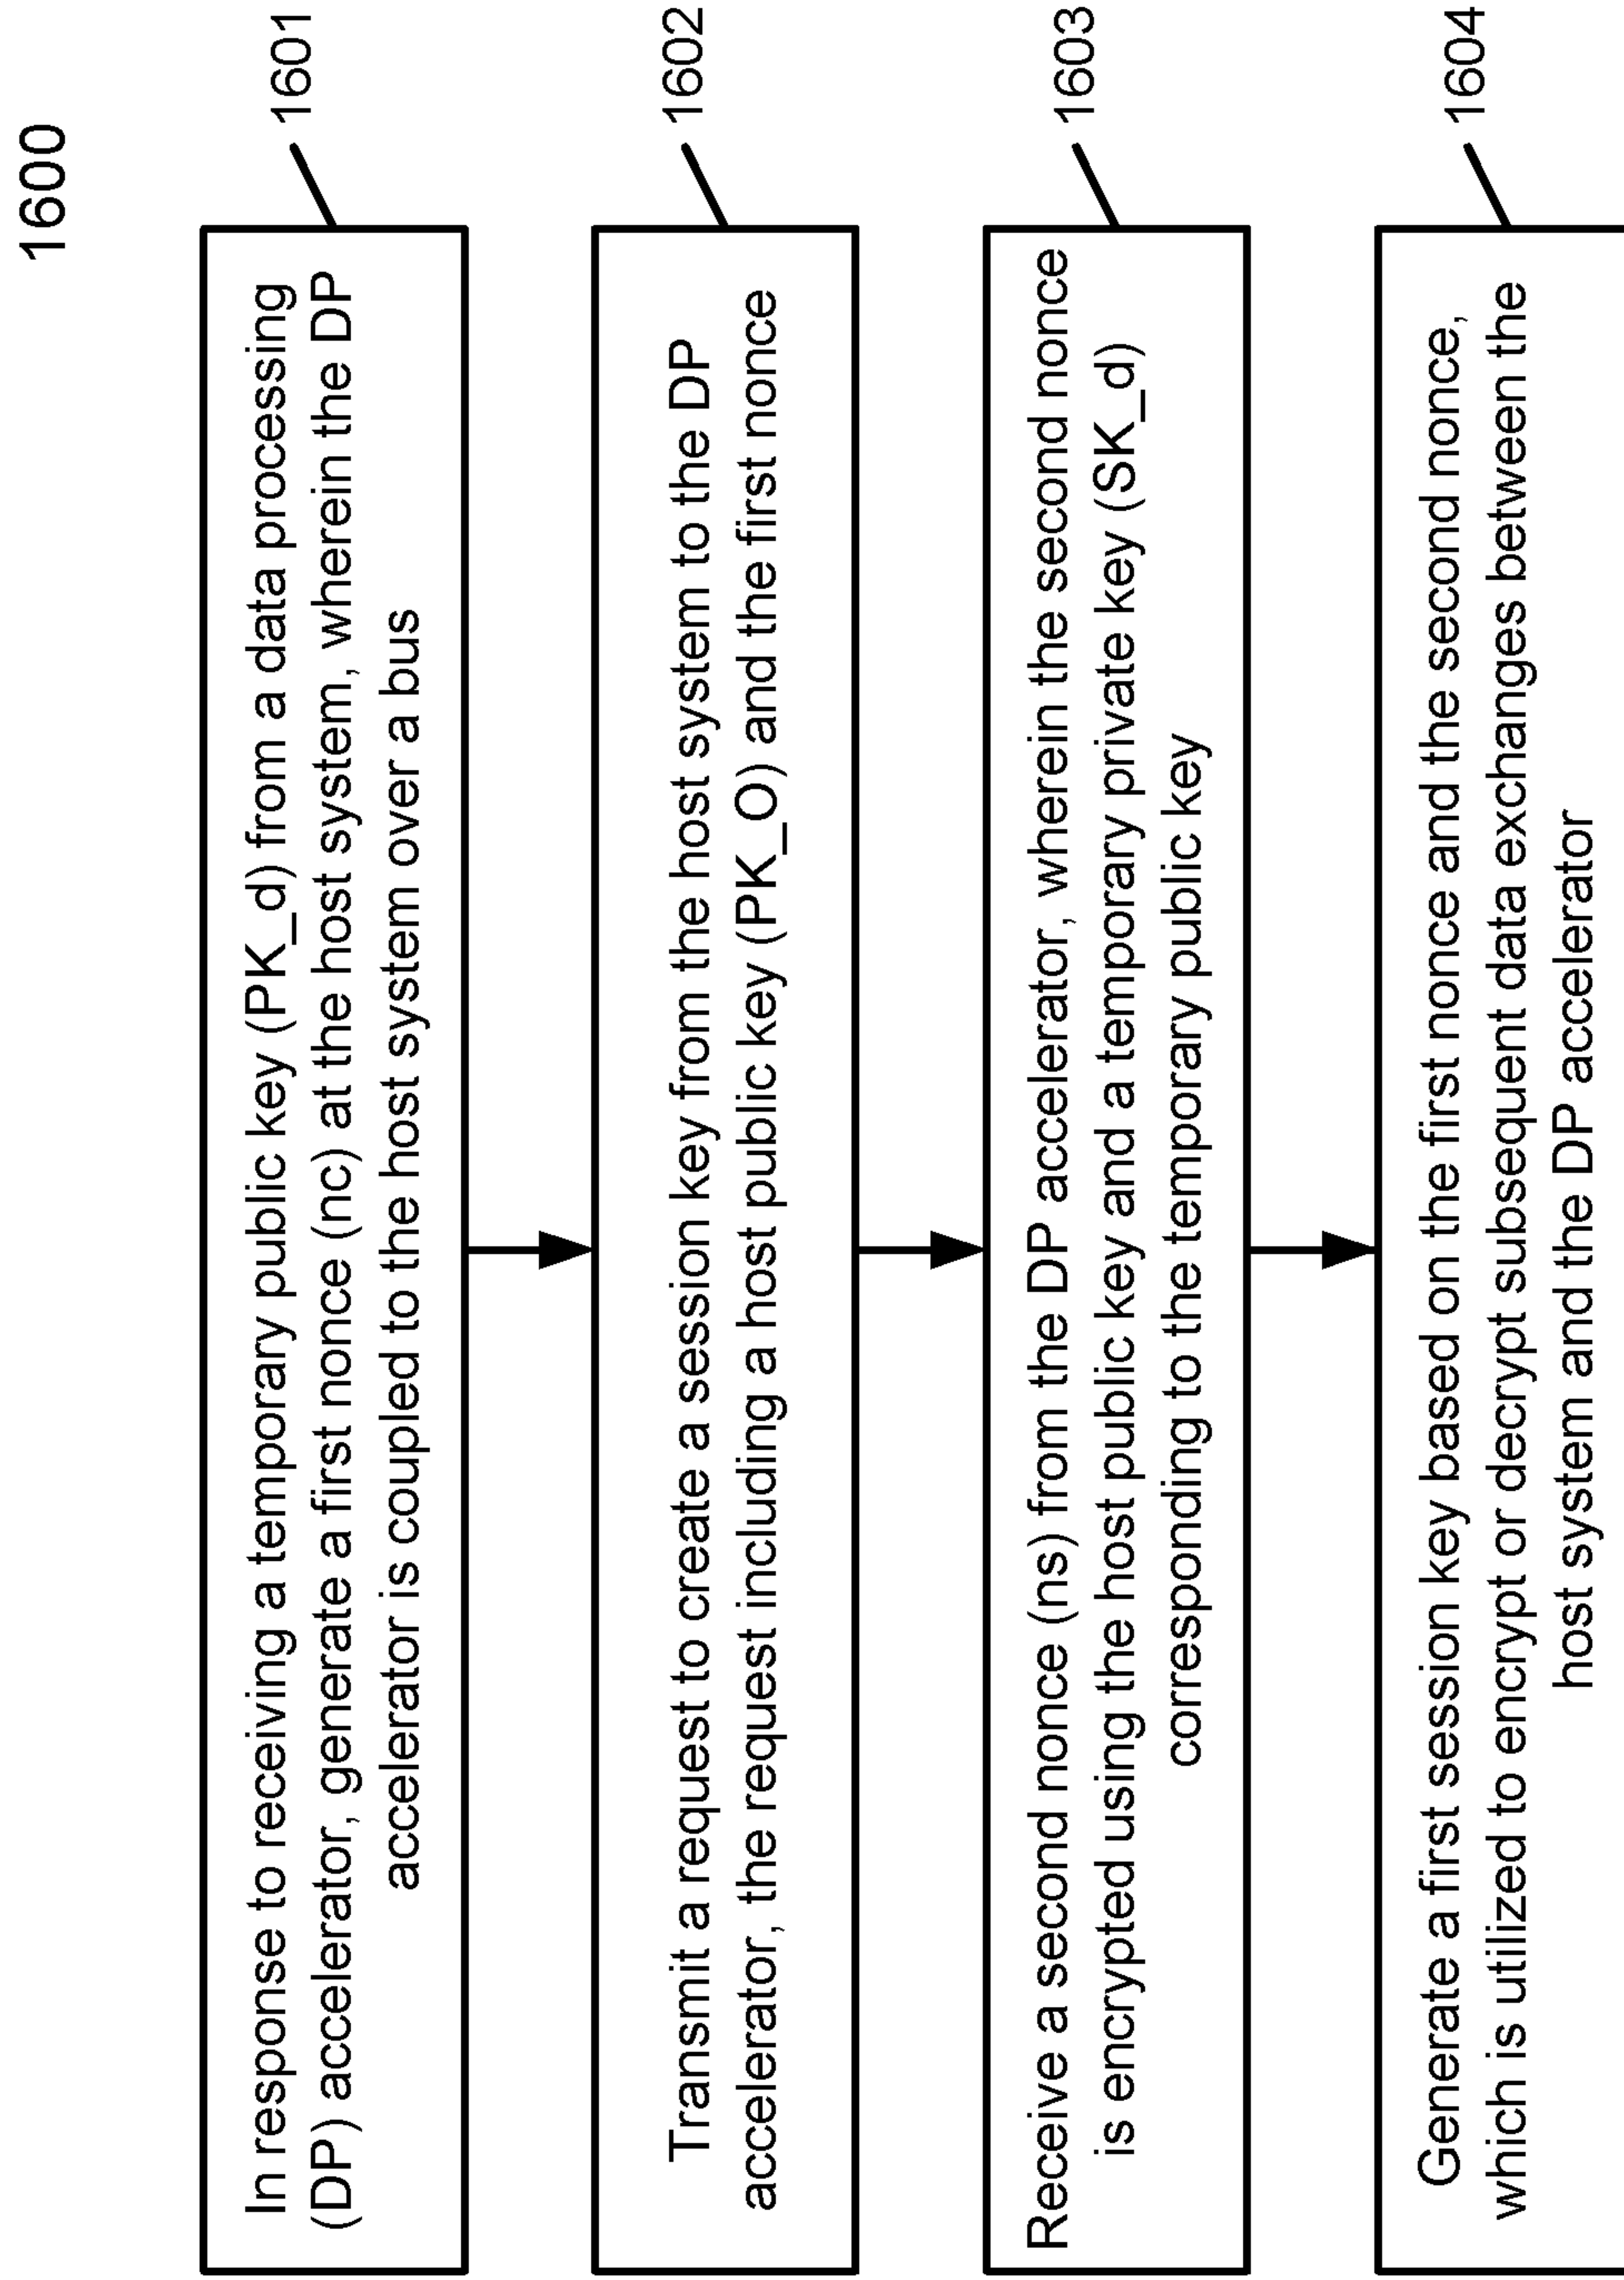 1600
In response to receiving a temporary public key (PK_d) from a data processing
(DP) accelerator, generate a first nonce (nc) at the host system, wherein the DP
accelerator is coupled to the host system over a bus
1601
Transmit a request to create a session key from the host system to the DP
accelerator, the request including a host public key (PK_O) and the first nonce
1602
Receive a second nonce (ns) from the DP accelerator, wherein the second nonce
is encrypted using the host public key and a temporary private key (SK_d)
corresponding to the temporary public key
1603
Generate a first session key based on the first nonce and the second nonce,
which is utilized to encrypt or decrypt subsequent data exchanges between the
host system and the DP accelerator
1604